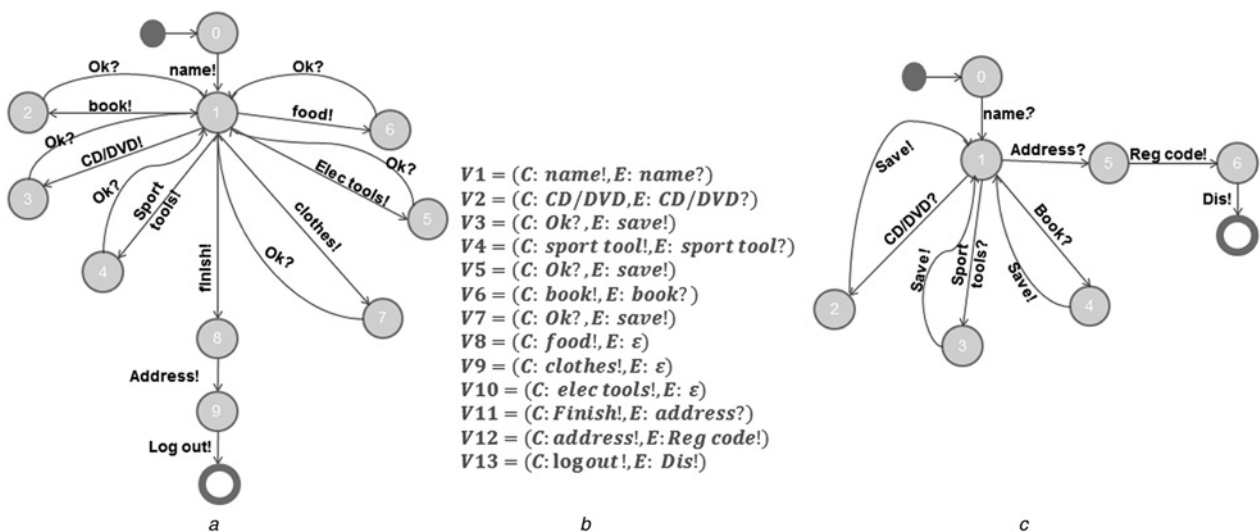 0
name!
1
Ok?
2
book!
Ok?
3
CD/DVD!
Ok?
4
Sport
tools!
Ok?
food!
6
Elec tools!
Ok?
5
clothes!
Ok?
7
finish!
8
Address!
9
Log out!
a
V1 = (C: name!,E: name?)
V2 = (C: CD/DVD,E: CD/DVD?)
V3 = (C: Ok?,E: save!)
V4 = (C: sport tool!,E: sport tool?)
V5 = (C: Ok?,E: save!)
V6 = (C: book!,E: book?)
V7 = (C: Ok?,E: save!)
V8 = (C: food!,E: ε)
V9 = (C: clothes!,E: ε)
V10 = (C: elec tools!,E: ε)
V11 = (C:Finish!,E: address?)
V12 = (C:address!,E:Reg code!)
V13 = (C:logout!,E: Dis!)
b
0
name?
1
Address?
5
Reg code!
6
Dis!
Save!
CD/DVD?
2
Save!
Sport
tools?
3
Book?
Save!
4
c